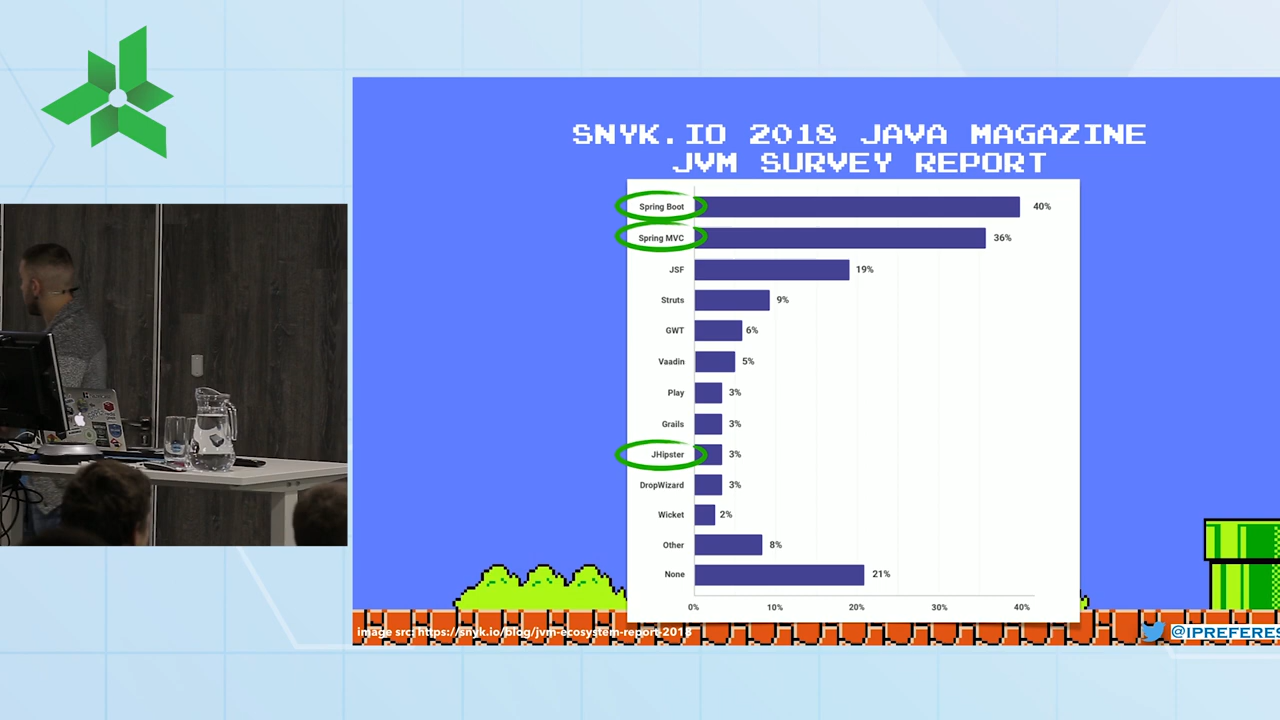 SNYK.IO 2018 JAVA MAGAZINE
JVM SURVEY REPORT
Spring Boot 40%
Spring MVC 36%
JSF 19%
Struts 9%
GWT 6%
Vaadin 5%
Play 3%
Grails 3%
JHipster 3%
DropWizard 3%
Wicket 2%
Other 8%
None 21%
0% 10% 20% 30% 40%
image src: https://snyk.io/blog/jvm-ecosystem-report-2018
@IPREFERES